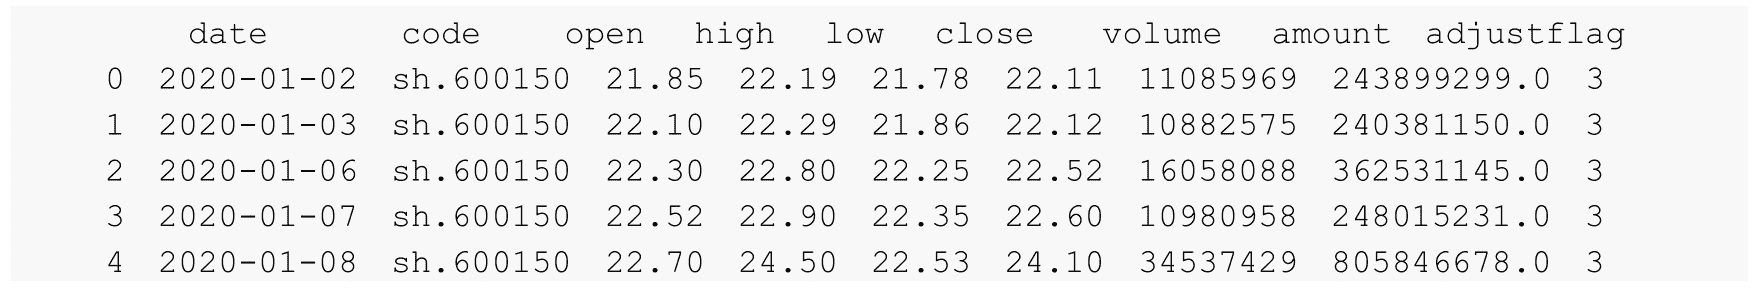 date code open high low close volume amount adjustflag
0 2020-01-02 sh.600150 21.85 22.19 21.78 22.11 11085969 243899299.0 3
1 2020-01-03 sh.600150 22.10 22.29 21.86 22.12 10882575 240381150.0 3
2 2020-01-06 sh.600150 22.30 22.80 22.25 22.52 16058088 362531145.0 3
3 2020-01-07 sh.600150 22.52 22.90 22.35 22.60 10980958 248015231.0 3
4 2020-01-08 sh.600150 22.70 24.50 22.53 24.10 34537429 805846678.0 3